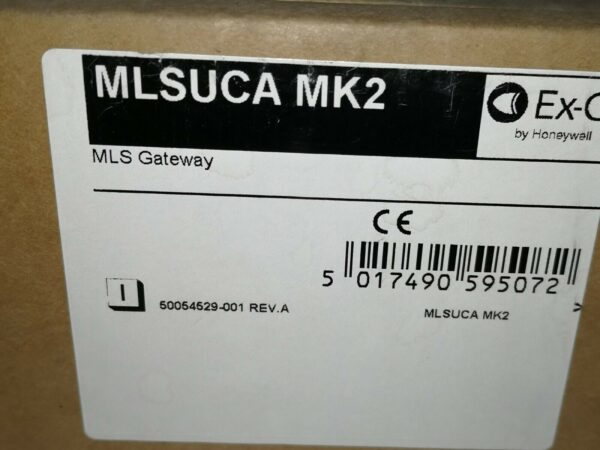 MLSUCA MK2
Ex-
by Honeywell
MLS Gateway
CE
5 017490 595072 >
I
50054529-001 REV.A
MLSUCA MK2